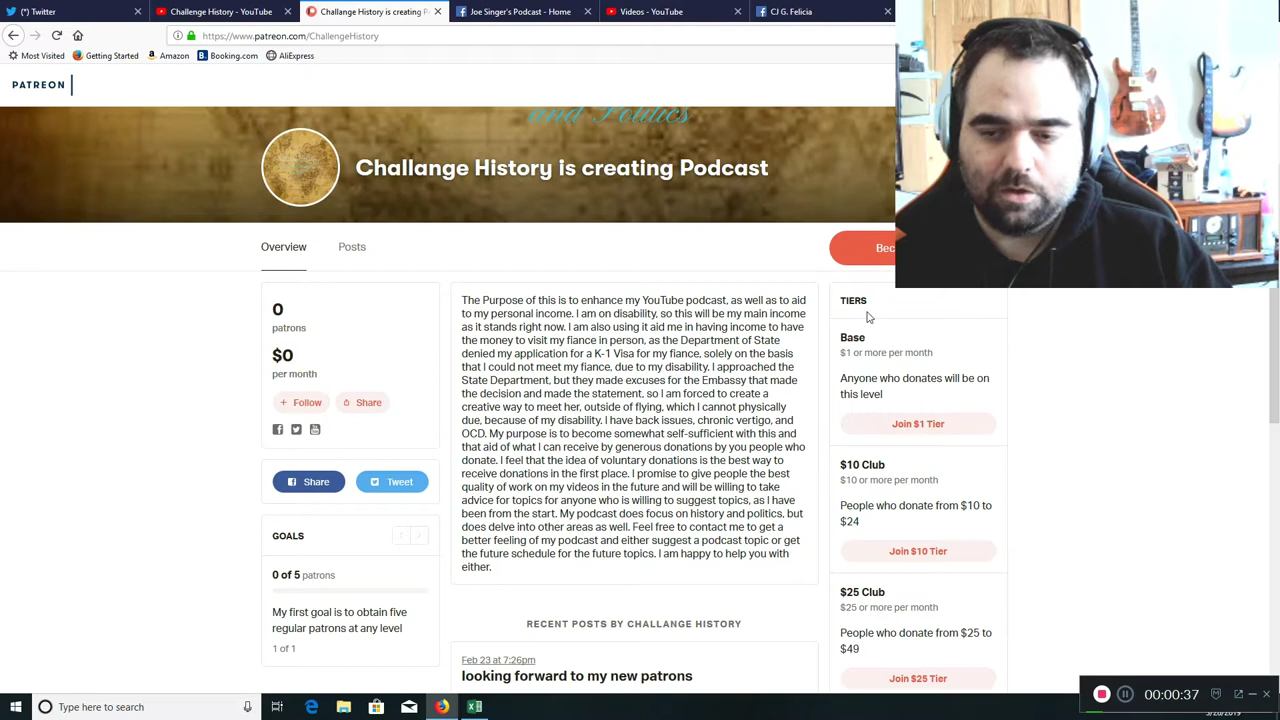 (*) Twitter
Challenge History - YouTube
Challange History is creating P
Joe Singer's Podcast - Home
Videos - YouTube
CJ G. Felicia
https://www.patreon.com/ChallengeHistory
Most Visited
Getting Started
Amazon
Booking.com
AliExpress
PATREON
and Politics
Challange History is creating Podcast
Overview
Posts
Bec
0
patrons
$0
per month
+ Follow
Share
Share
Tweet
GOALS
0 of 5 patrons
My first goal is to obtain five
regular patrons at any level
1 of 1
The Purpose of this is to enhance my YouTube podcast, as well as to aid
to my personal income. I am on disability, so this will be my main income
as it stands right now. I am also using it aid me in having income to have
the money to visit my fiance in person, as the Department of State
denied my application for a K-1 Visa for my fiance, solely on the basis
that I could not meet my fiance, due to my disability. I approached the
State Department, but they made excuses for the Embassy that made
the decision and made the statement, so I am forced to create a
creative way to meet her, outside of flying, which I cannot physically
due, because of my disability. I have back issues, chronic vertigo, and
OCD. My purpose is to become somewhat self-sufficient with this and
that aid of what I can receive by generous donations by you people who
donate. I feel that the idea of voluntary donations is the best way to
receive donations in the first place. I promise to give people the best
quality of work on my videos in the future and will be willing to take
advice for topics for anyone who is willing to suggest topics, as I have
been from the start. My podcast does focus on history and politics, but
does delve into other areas as well. Feel free to contact me to get a
better feeling of my podcast and either suggest a podcast topic or get
the future schedule for the future topics. I am happy to help you with
either.
RECENT POSTS BY CHALLANGE HISTORY
Feb 23 at 7:26pm
looking forward to my new patrons
TIERS
Base
$1 or more per month
Anyone who donates will be on
this level
Join $1 Tier
$10 Club
$10 or more per month
People who donate from $10 to
$24
Join $10 Tier
$25 Club
$25 or more per month
People who donate from $25 to
$49
Join $25 Tier
00:00:37
Type here to search